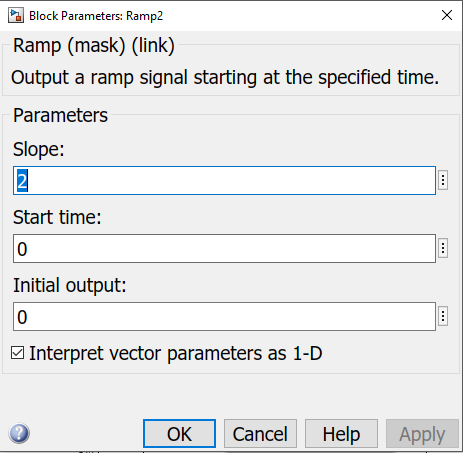 Block Parameters: Ramp2
Ramp (mask) (link)
Output a ramp signal starting at the specified time.
Parameters
Slope:
2
Start time:
0
Initial output:
0
Interpret vector parameters as 1-D
OK Cancel Help Apply